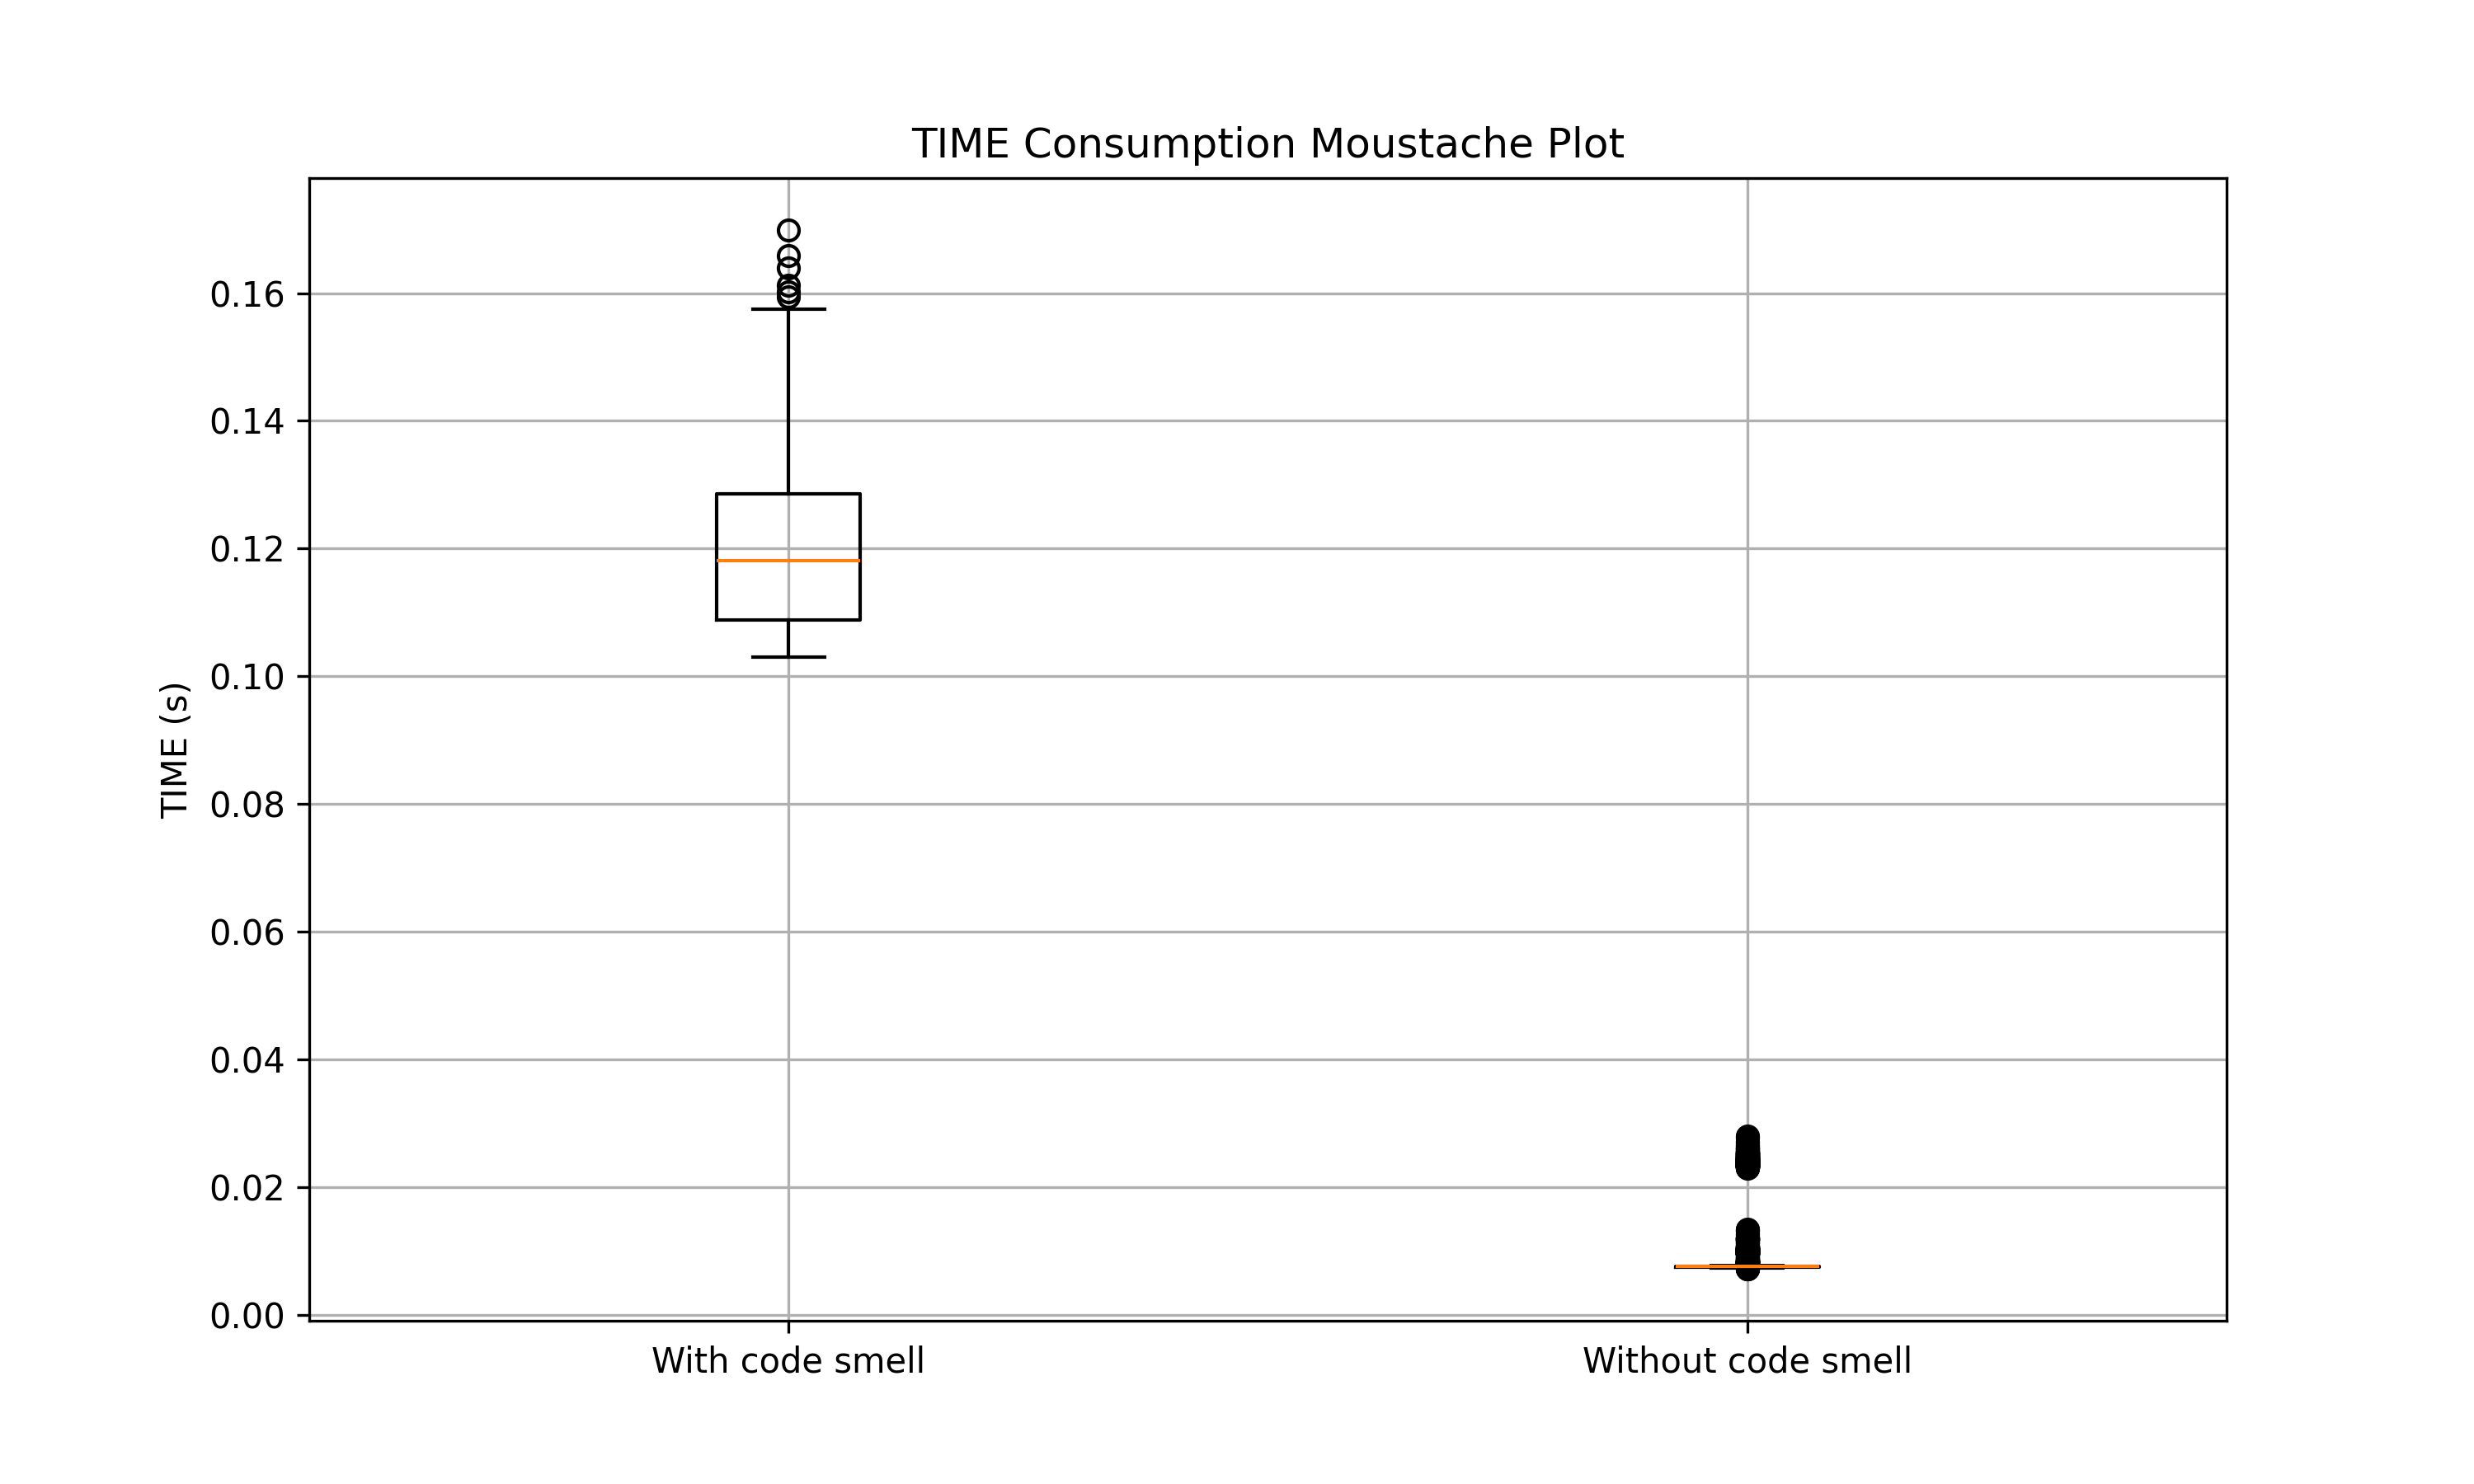 TIME Consumption Moustache Plot
TIME (s)
0.16
0.14
0.12
0.10
0.08
0.06
0.04
0.02
0.00
With code smell
Without code smell